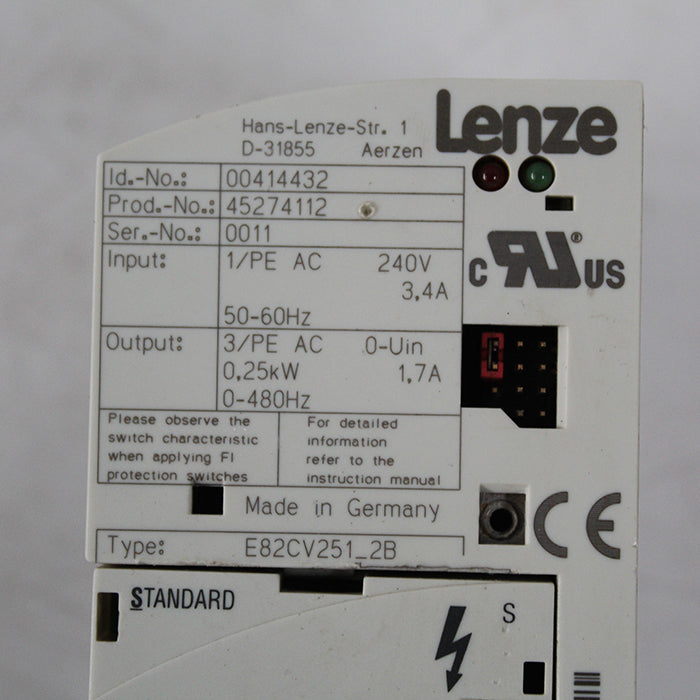 Lenze
Hans-Lenze-Str. 1
D-31855 Aerzen
Id.-No.: 00414432
Prod.-No.: 45274112
Ser.-No.: 0011
Input: 1/PE AC 240V
3.4A
50-60Hz
Output: 3/PE AC 0-Uin
0,25kW 1,7A
0-480Hz
Please observe the
switch characteristic
when applying FI
protection switches
For detailed
information
refer to the
instruction manual
Made in Germany
Type: E82CV251_2B
c RU ® US
CE
STANDARD
S